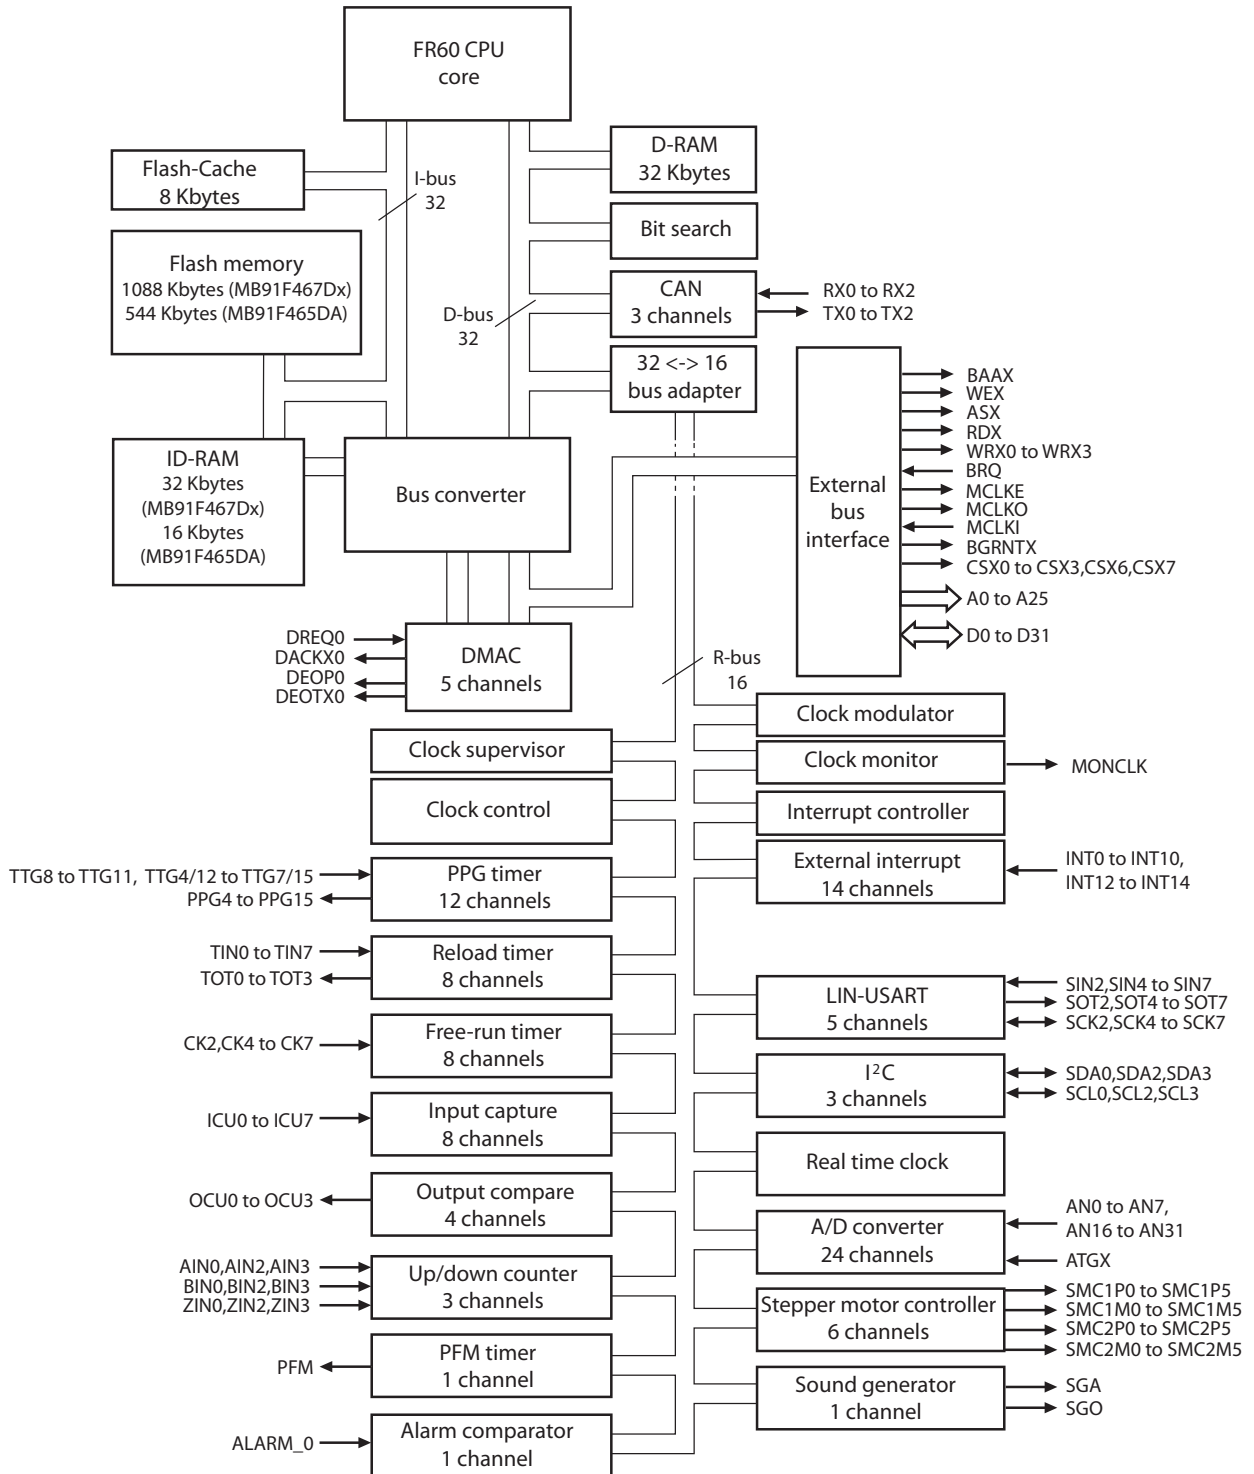 FR60 CPU
core
Flash-Cache
8 Kbytes
I-bus
32
D-RAM
32 Kbytes
Bit search
Flash memory
1088 Kbytes (MB91F467Dx)
544 Kbytes (MB91F465DA)
D-bus
32
CAN
3 channels
RX0 to RX2
TX0 to TX2
32 <-> 16
bus adapter
ID-RAM
32 Kbytes
(MB91F467Dx)
16 Kbytes
(MB91F465DA)
Bus converter
External
bus
interface
BAAX
WEX
ASX
RDX
WRX0 to WRX3
BRQ
MCLKE
MCLKO
MCLKI
BGRNTX
CSX0 to CSX3,CSX6,CSX7
A0 to A25
D0 to D31
DREQ0
DACKX0
DEOP0
DEOTX0
DMAC
5 channels
R-bus
16
Clock modulator
Clock supervisor
Clock monitor
MONCLK
Clock control
Interrupt controller
TTG8 to TTG11, TTG4/12 to TTG7/15
PPG4 to PPG15
PPG timer
12 channels
External interrupt
14 channels
INT0 to INT10,
INT12 to INT14
TIN0 to TIN7
TOT0 to TOT3
Reload timer
8 channels
LIN-USART
5 channels
SIN2,SIN4 to SIN7
SOT2,SOT4 to SOT7
SCK2,SCK4 to SCK7
CK2,CK4 to CK7
Free-run timer
8 channels
I²C
3 channels
SDA0,SDA2,SDA3
SCL0,SCL2,SCL3
ICU0 to ICU7
Input capture
8 channels
Real time clock
OCU0 to OCU3
Output compare
4 channels
A/D converter
24 channels
AN0 to AN7,
AN16 to AN31
ATGX
AIN0,AIN2,AIN3
BIN0,BIN2,BIN3
ZIN0,ZIN2,ZIN3
Up/down counter
3 channels
Stepper motor controller
6 channels
SMC1P0 to SMC1P5
SMC1M0 to SMC1M5
SMC2P0 to SMC2P5
SMC2M0 to SMC2M5
PFM
PFM timer
1 channel
Sound generator
1 channel
SGA
SGO
ALARM_0
Alarm comparator
1 channel